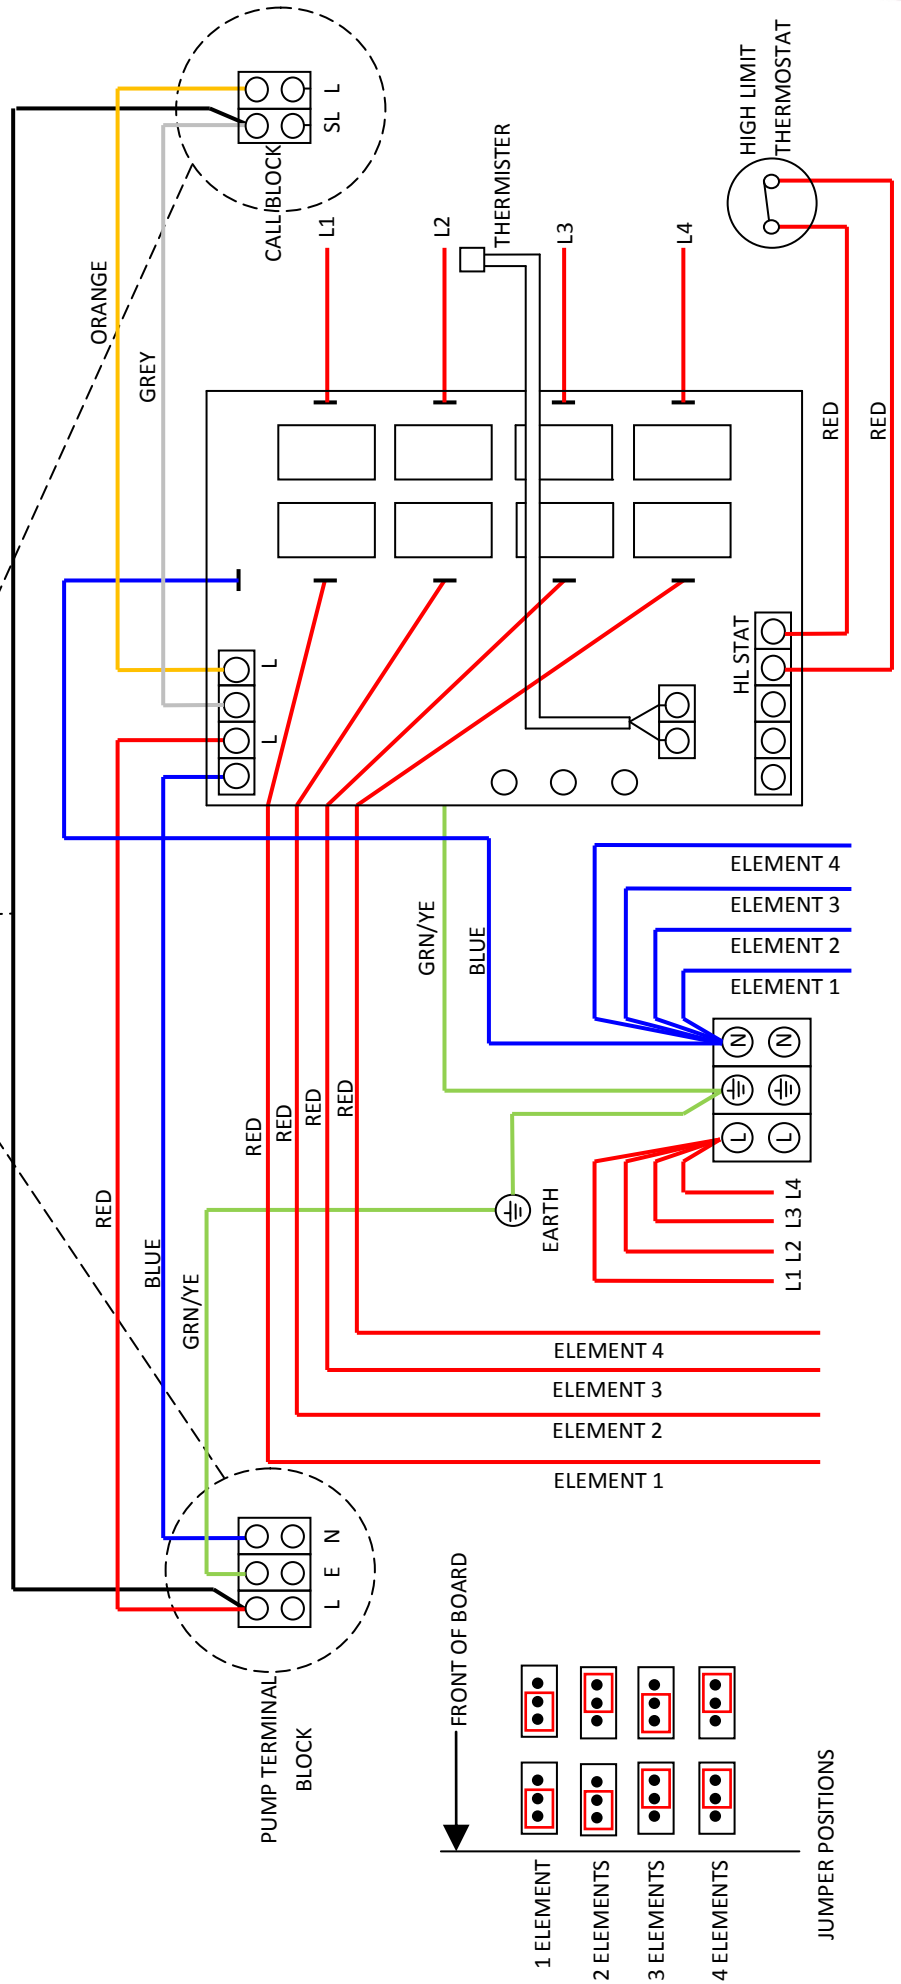 PUMP TERMINAL
BLOCK
L
E
N
RED
BLUE
GRN/YE
ORANGE
GREY
CALL BLOCK
SL
L
L
L
L1
L2
THERMISTER
L3
L4
HIGH LIMIT
THERMOSTAT
RED
RED
HL STAT
RED
RED
RED
RED
GRN/YE
BLUE
EARTH
ELEMENT 4
ELEMENT 3
ELEMENT 2
ELEMENT 1
L
L
N
N
L1
L2
L3
L4
ELEMENT 4
ELEMENT 3
ELEMENT 2
ELEMENT 1
FRONT OF BOARD
1 ELEMENT
2 ELEMENTS
3 ELEMENTS
4 ELEMENTS
JUMPER POSITIONS